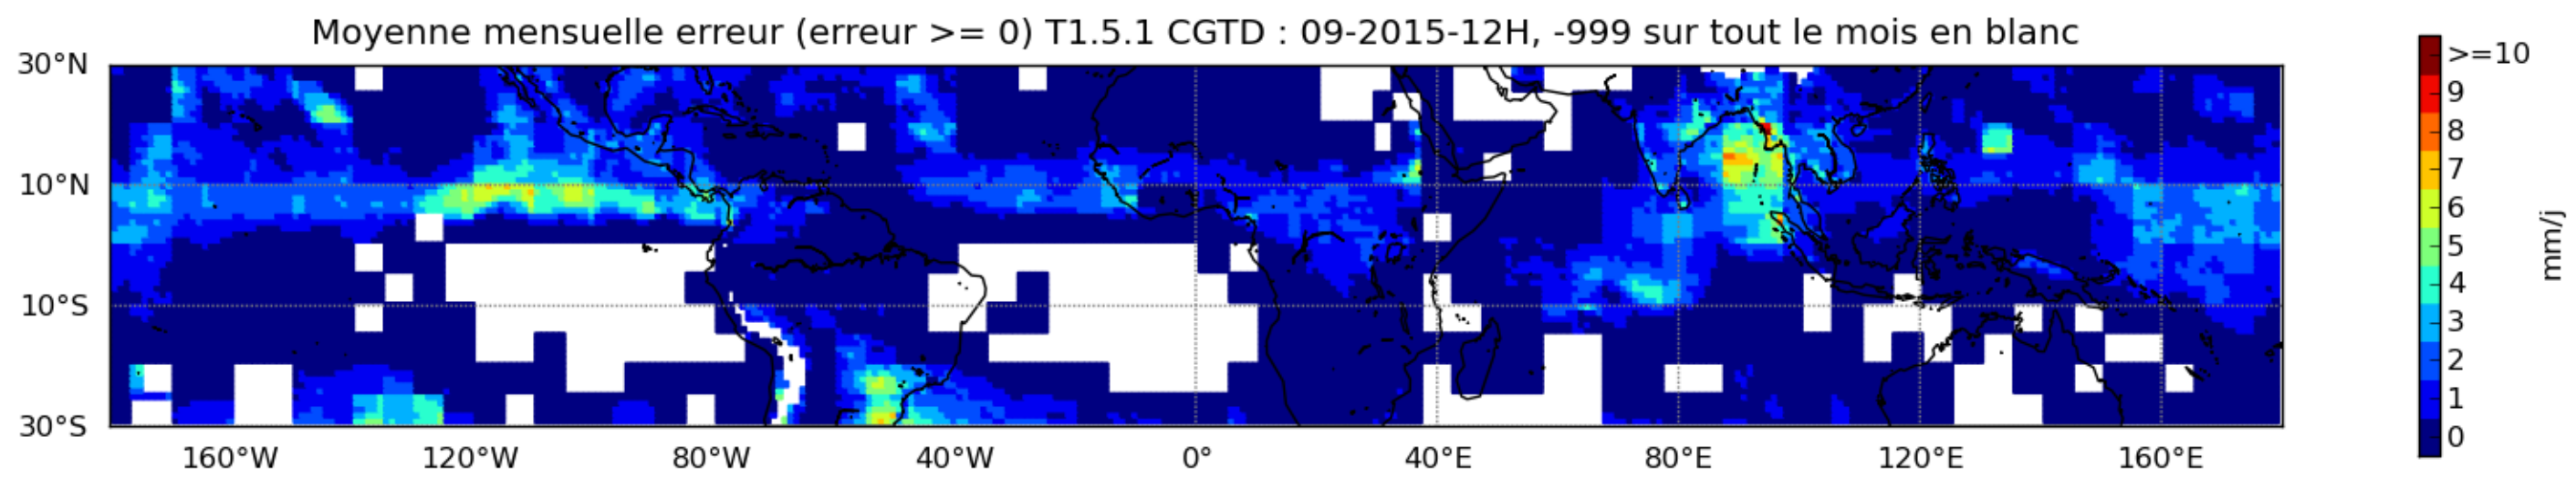 Moyenne mensuelle erreur (erreur >= 0) T1.5.1 CGTD : 09-2015-12H, -999 sur tout le mois en blanc
30°N
10°N
10°S
30°S
160°W 120°W 80°W 40°W 0° 40°E 80°E 120°E 160°E
>=10
9
8
7
6
5
4
3
2
1
0
mm/j